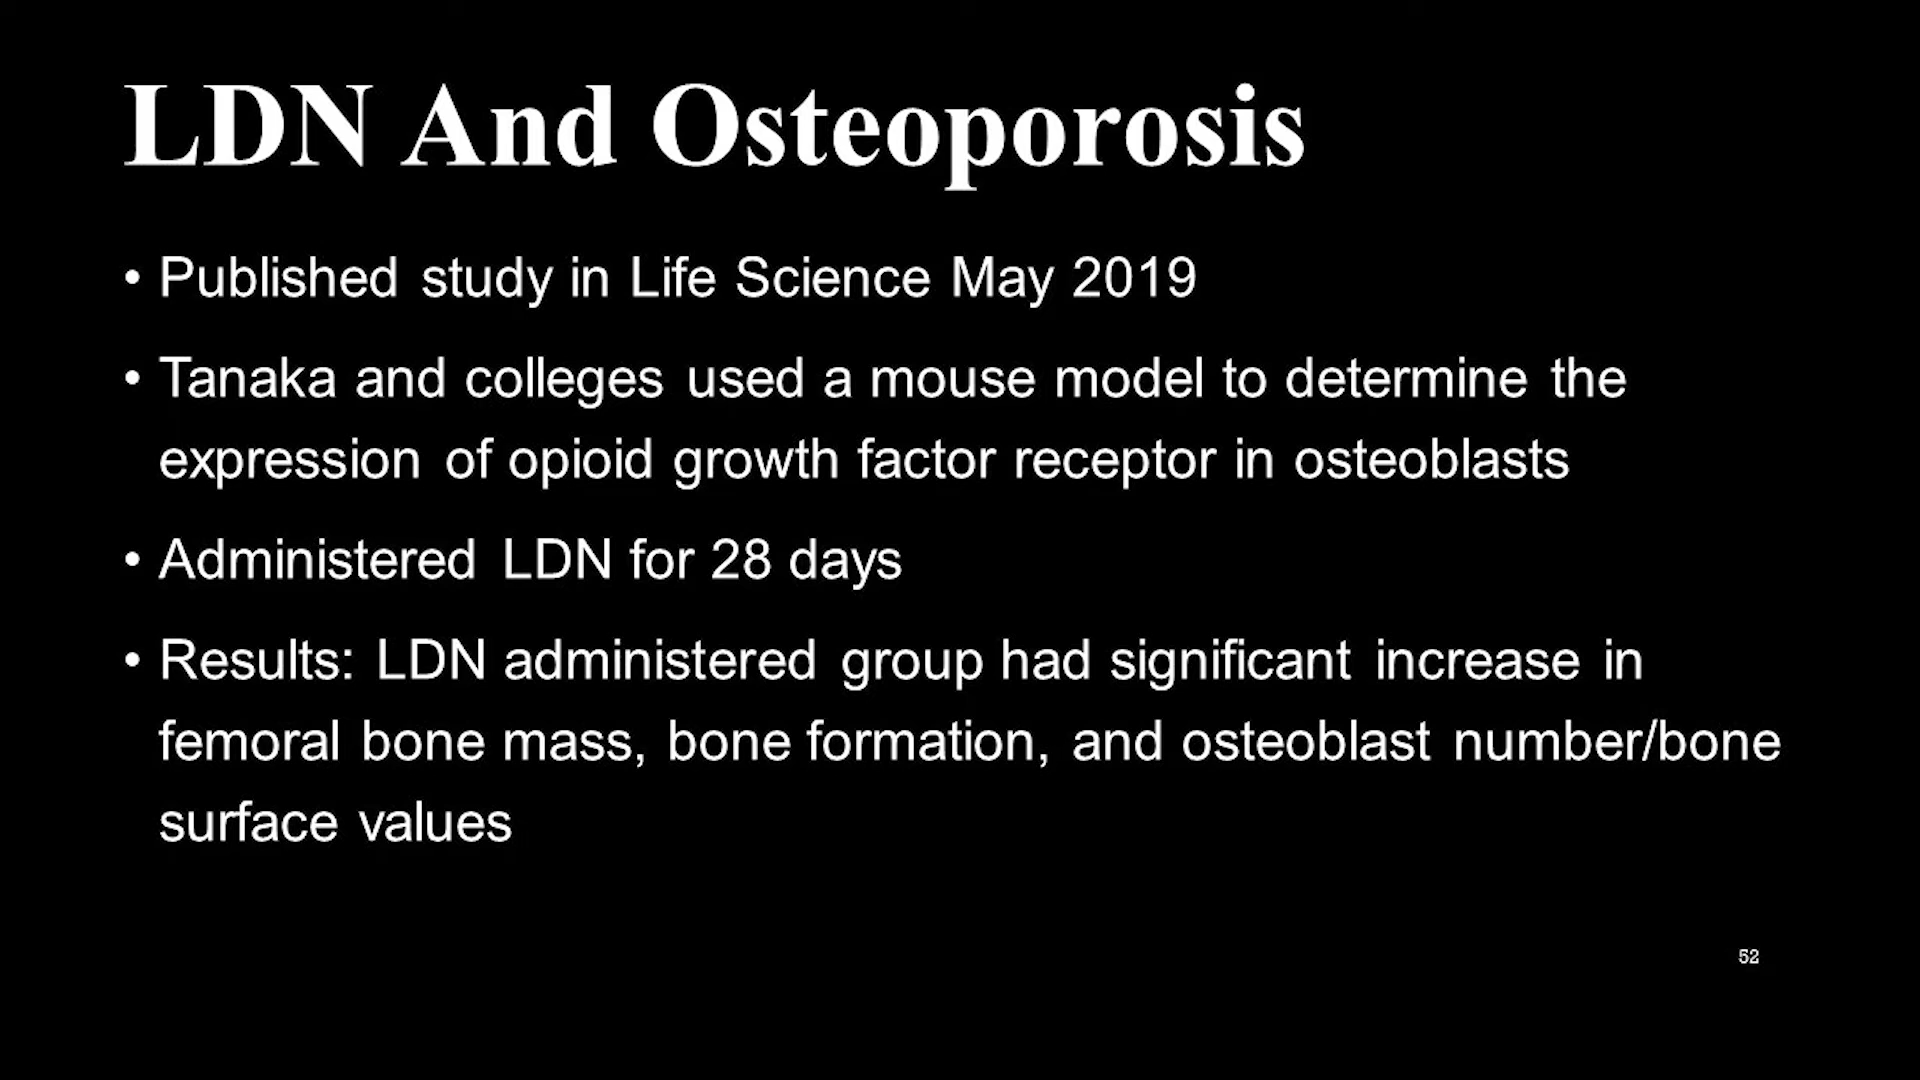 LDN And Osteoporosis
• Published study in Life Science May 2019
• Tanaka and colleges used a mouse model to determine the
expression of opioid growth factor receptor in osteoblasts
• Administered LDN for 28 days
• Results: LDN administered group had significant increase in
femoral bone mass, bone formation, and osteoblast number/bone
surface values
52